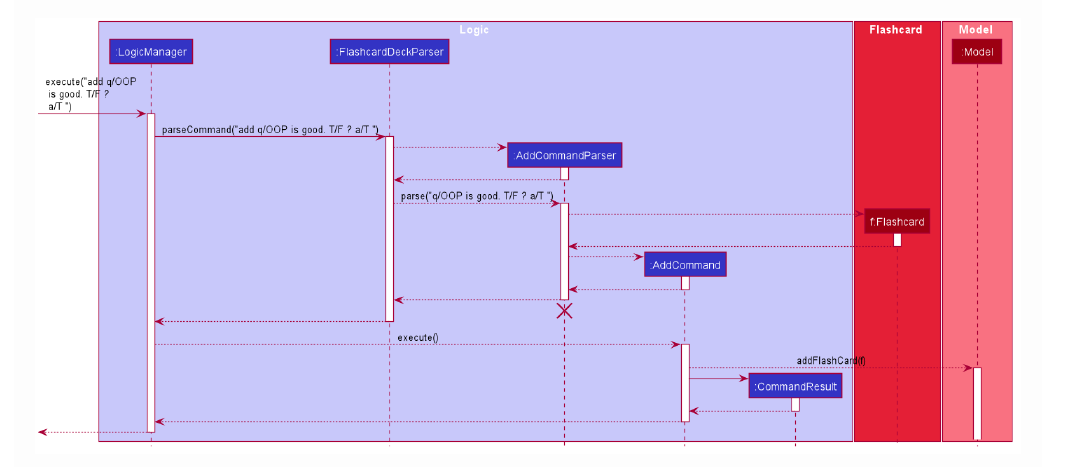 Logic
Flashcard
Model
:LogicManager
:FlashcardDeckParser
:Model
execute("add q/OOP
is good. T/F ?
a/T ")
parseCommand("add q/OOP is good. T/F ? a/T ")
:AddCommandParser
parse("q/OOP is good. T/F ? a/T ")
f:Flashcard
:AddCommand
execute()
addFlashCard(f)
:CommandResult